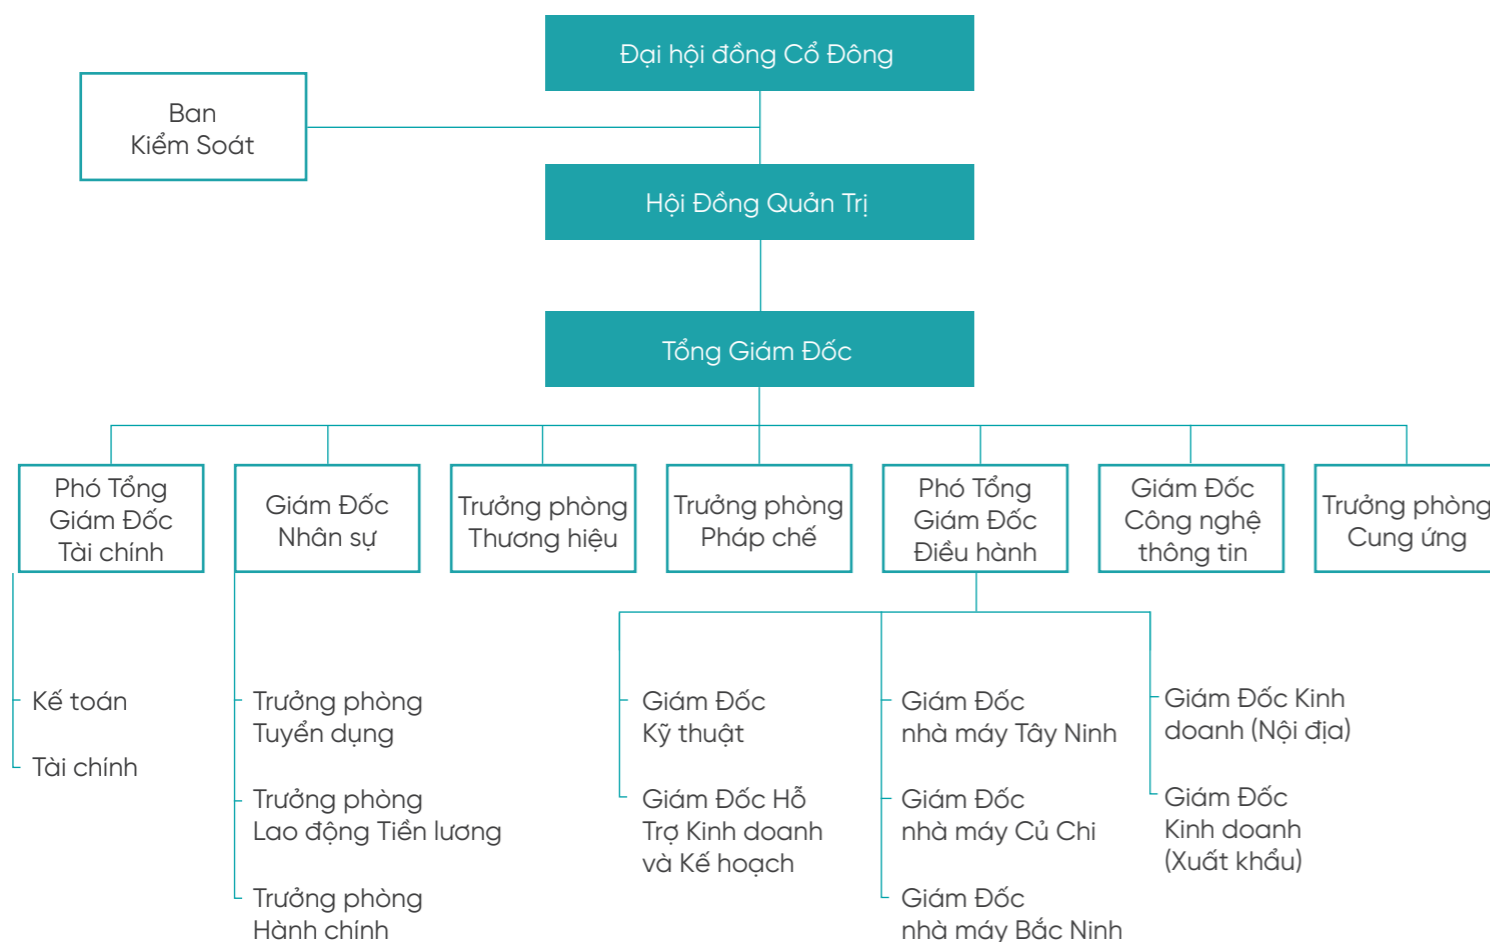 Đại hội đồng Cổ Đông
Ban
Kiểm Soát
Hội Đồng Quản Trị
Tổng Giám Đốc
Phó Tổng
Giám Đốc
Tài chính
Giám Đốc
Nhân sự
Trưởng phòng
Thương hiệu
Trưởng phòng
Pháp chế
Phó Tổng
Giám Đốc
Điều hành
Giám Đốc
Công nghệ
thông tin
Trưởng phòng
Cung ứng
Kế toán
Tài chính
Trưởng phòng
Tuyển dụng
Trưởng phòng
Lao động Tiền lương
Trưởng phòng
Hành chính
Giám Đốc
Kỹ thuật
Giám Đốc Hỗ
Trợ Kinh doanh
và Kế hoạch
Giám Đốc
nhà máy Tây Ninh
Giám Đốc
nhà máy Củ Chi
Giám Đốc
nhà máy Bắc Ninh
Giám Đốc Kinh
doanh (Nội địa)
Giám Đốc
Kinh doanh
(Xuất khẩu)